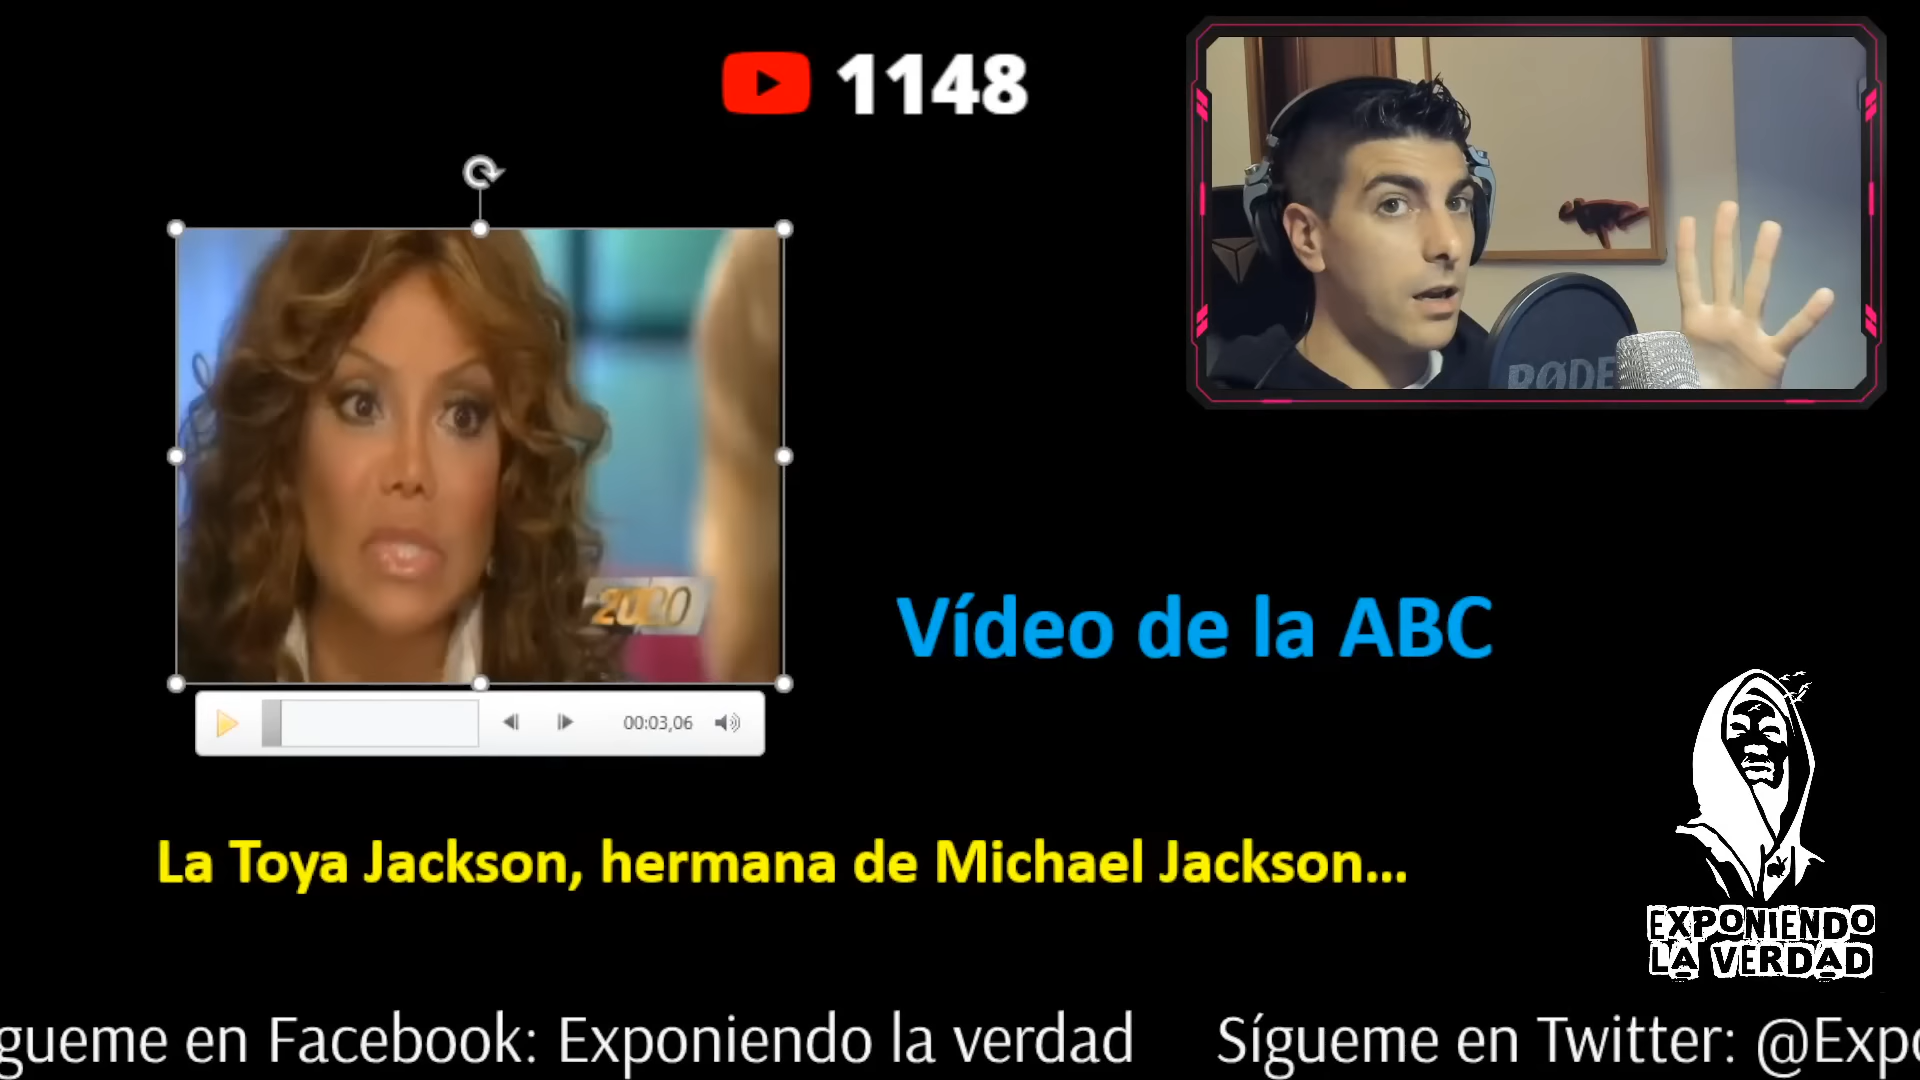 1148
RØDE
2020
Vídeo de la ABC
00:03,06
La Toya Jackson, hermana de Michael Jackson...
EXPONIENDO
LA VERDAD
gueme en Facebook: Exponiendo la verdad Sígueme en Twitter: @Expo